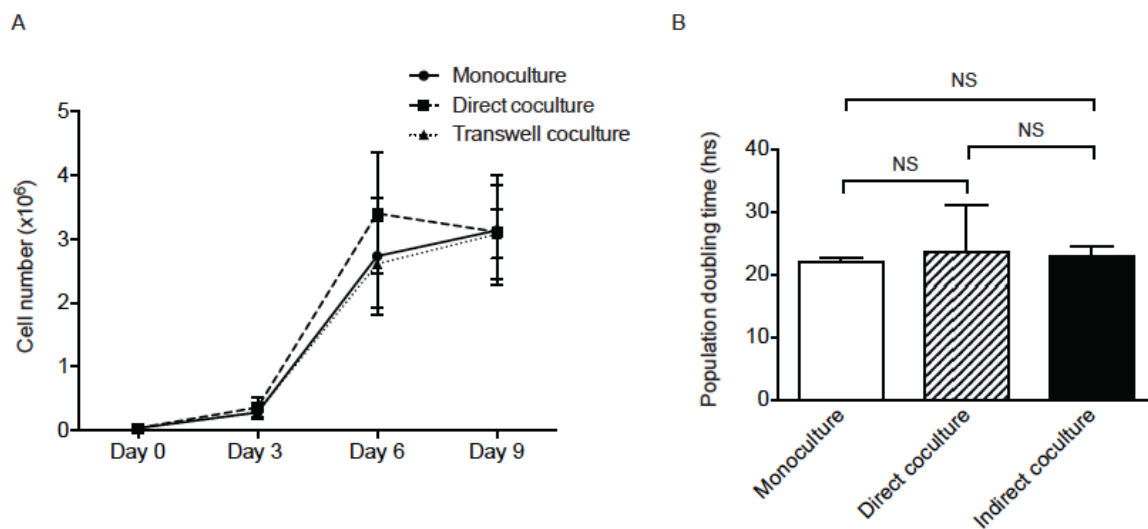 A
Monoculture
Direct coculture
Transwell coculture
Cell number (x10⁶)
5
4
3
2
1
0
Day 0 Day 3 Day 6 Day 9
B
NS
NS
NS
Population doubling time (hrs)
40
30
20
10
0
Monoculture
Direct coculture
Indirect coculture